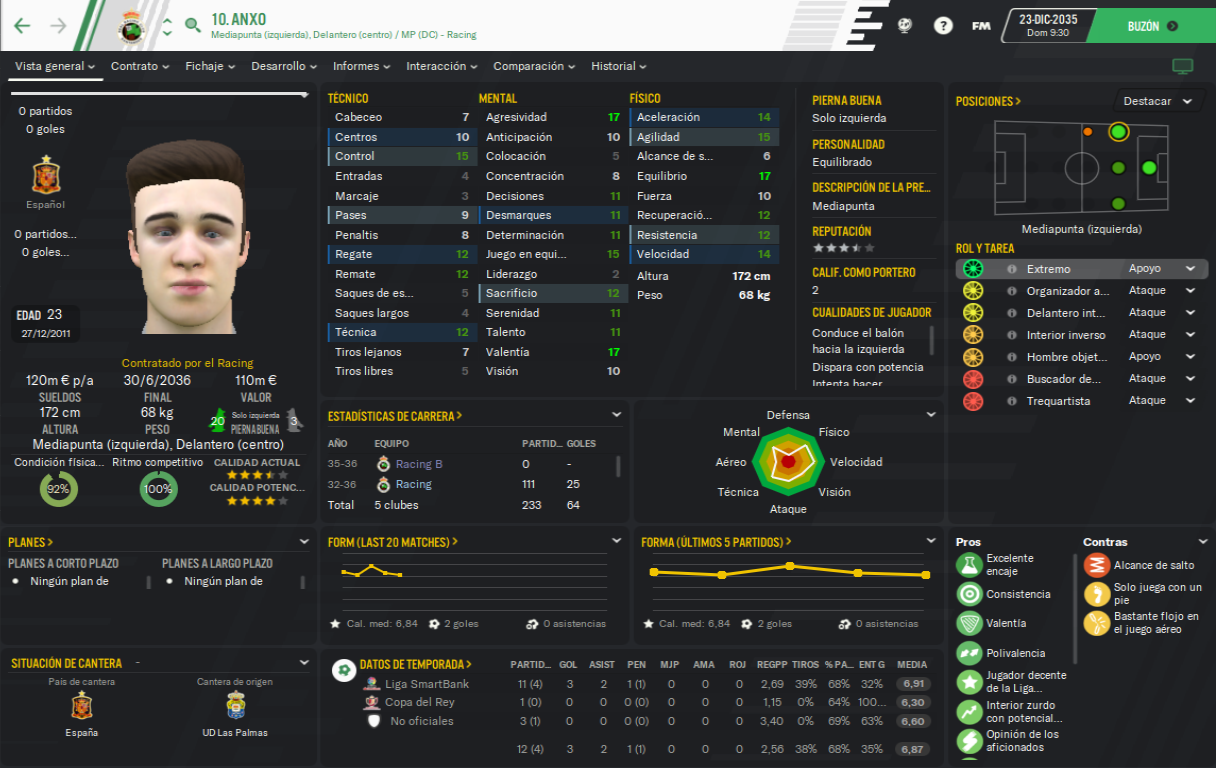 10. ANXO
Mediapunta (izquierda), Delantero (centro) / MP (DC) - Racing
FM
23-DIC-2035
Dom 9:30
BUZÓN
Vista general
Contrato
Fichaje
Desarrollo
Informes
Interacción
Comparación
Historial
0 partidos
0 goles
Español
0 partidos...
0 goles...
EDAD 23
27/12/2011
Contratado por el Racing
120m € p/a
SUELDOS
30/6/2036
FINAL
110m €
VALOR
172 cm
ALTURA
68 kg
PESO
20
Solo izquierda
PIERNA BUENA
3
Mediapunta (izquierda), Delantero (centro)
Condición física...
92%
Ritmo competitivo
100%
CALIDAD ACTUAL
CALIDAD POTENC...
TÉCNICO
Cabeceo 7
Centros 10
Control 15
Entradas 4
Marcaje 3
Pases 9
Penaltis 8
Regate 12
Remate 12
Saques de es... 5
Saques largos 4
Técnica 12
Tiros lejanos 7
Tiros libres 5
MENTAL
Agresividad 17
Anticipación 10
Colocación 5
Concentración 8
Decisiones 11
Desmarques 11
Determinación 11
Juego en equi... 15
Liderazgo 2
Sacrificio 12
Serenidad 11
Talento 11
Valentía 17
Visión 10
FÍSICO
Aceleración 14
Agilidad 15
Alcance de s... 6
Equilibrio 17
Fuerza 10
Recuperació... 12
Resistencia 12
Velocidad 14
Altura 172 cm
Peso 68 kg
PIERNA BUENA
Solo izquierda
PERSONALIDAD
Equilibrado
DESCRIPCIÓN DE LA PRE...
Mediapunta
REPUTACIÓN
CALIF. COMO PORTERO
2
CUALIDADES DE JUGADOR
Conduce el balón
hacia la izquierda
Dispara con potencia
Intenta hacer
POSICIONES >
Destacar
Mediapunta (izquierda)
ROL Y TAREA
Extremo Apoyo
Organizador a... Ataque
Delantero int... Ataque
Interior inverso Ataque
Hombre objet... Apoyo
Buscador de... Ataque
Trequartista Ataque
ESTADÍSTICAS DE CARRERA >
AÑO EQUIPO PARTID... GOLES
35-36 Racing B 0 -
32-36 Racing 111 25
Total 5 clubes 233 64
Defensa
Físico
Velocidad
Visión
Ataque
Técnica
Aéreo
Mental
PLANES >
PLANES A CORTO PLAZO
Ningún plan de
PLANES A LARGO PLAZO
Ningún plan de
FORM (LAST 20 MATCHES) >
Cal. med: 6,84 2 goles 0 asistencias
FORMA (ÚLTIMOS 5 PARTIDOS) >
Cal. med: 6,84 2 goles 0 asistencias
Pros
Excelente
encaje
Consistencia
Valentía
Polivalencia
Jugador decente
de la Liga...
Interior zurdo
con potencial...
Opinión de los
aficionados
Contras
Alcance de salto
Solo juega con un
pie
Bastante flojo en
el juego aéreo
SITUACIÓN DE CANTERA -
País de cantera
España
Cantera de origen
UD Las Palmas
DATOS DE TEMPORADA > PARTID... GOL ASIST PEN MJP AMA ROJ REGPP TIROS % PA... ENT G MEDIA
Liga SmartBank 11 (4) 3 2 1 (1) 0 0 0 2,69 39% 68% 32% 6,91
Copa del Rey 1 (0) 0 0 0 (0) 0 0 0 1,15 0% 64% 100... 6,30
No oficiales 3 (1) 0 0 0 (0) 0 0 0 3,40 0% 69% 63% 6,60
12 (4) 3 2 1 (1) 0 0 0 2,56 38% 68% 35% 6,87